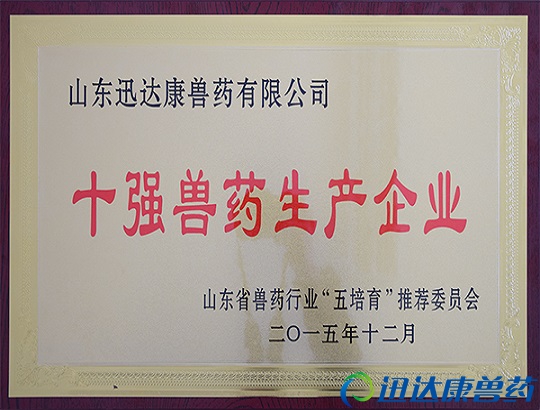 山东迅达康兽药有限公司
十强兽药生产企业
山东省兽药行业“五培育”推荐委员会
二〇一五年十二月
迅达康兽药